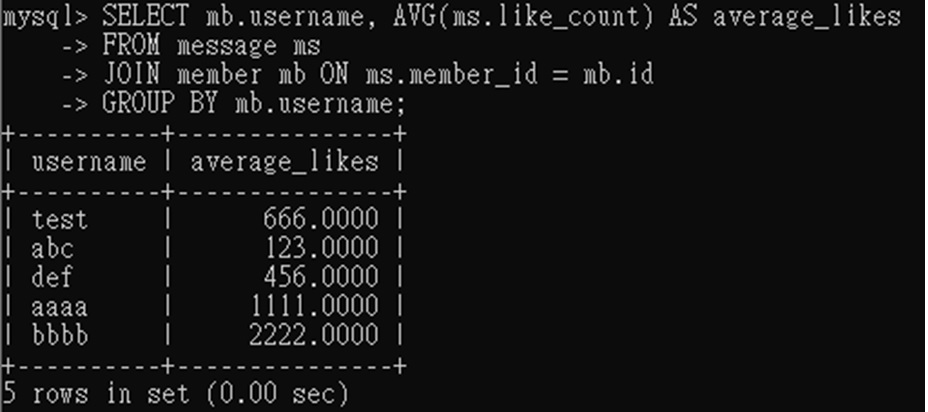 mysql> SELECT mb.username, AVG(ms.like_count) AS average_likes
    -> FROM message ms
    -> JOIN member mb ON ms.member_id = mb.id
    -> GROUP BY mb.username;
+----------+---------------+
| username | average_likes |
+----------+---------------+
| test     |      666.0000 |
| abc      |      123.0000 |
| def      |      456.0000 |
| aaaa     |     1111.0000 |
| bbbb     |     2222.0000 |
+----------+---------------+
5 rows in set (0.00 sec)